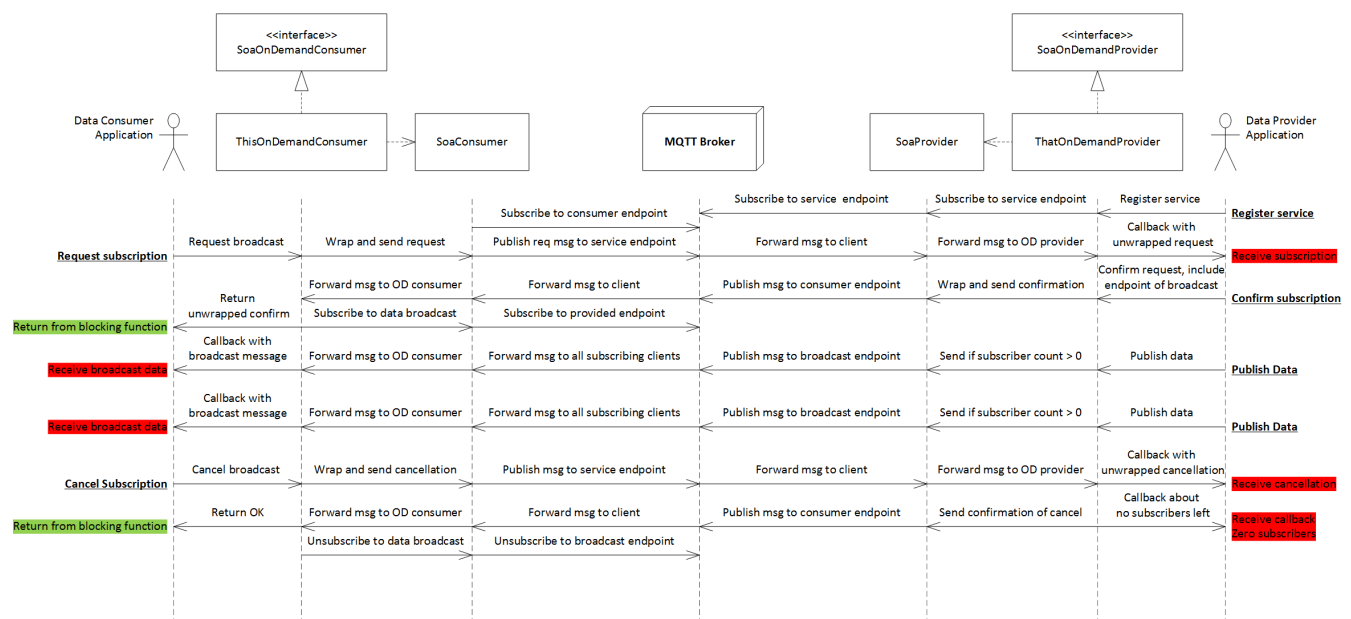 <<interface>>
SoaOnDemandConsumer
<<interface>>
SoaOnDemandProvider
Data Consumer
Application
ThisOnDemandConsumer
SoaConsumer
MQTT Broker
SoaProvider
ThatOnDemandProvider
Data Provider
Application
Subscribe to service endpoint
Subscribe to service endpoint
Register service
Register service
Subscribe to consumer endpoint
Request subscription
Request broadcast
Wrap and send request
Publish req msg to service endpoint
Forward msg to client
Forward msg to OD provider
Callback with
unwrapped request
Receive subscription
Forward msg to OD consumer
Forward msg to client
Publish msg to consumer endpoint
Wrap and send confirmation
Confirm request, include
endpoint of broadcast
Confirm subscription
Return from blocking function
Return
unwrapped confirm
Subscribe to data broadcast
Subscribe to provided endpoint
Receive broadcast data
Callback with
broadcast message
Forward msg to OD consumer
Forward msg to all subscribing clients
Publish msg to broadcast endpoint
Send if subscriber count > 0
Publish data
Publish Data
Receive broadcast data
Callback with
broadcast message
Forward msg to OD consumer
Forward msg to all subscribing clients
Publish msg to broadcast endpoint
Send if subscriber count > 0
Publish data
Publish Data
Cancel Subscription
Cancel broadcast
Wrap and send cancellation
Publish msg to service endpoint
Forward msg to client
Forward msg to OD provider
Callback with
unwrapped cancellation
Receive cancellation
Return from blocking function
Return OK
Forward msg to OD consumer
Forward msg to client
Publish msg to consumer endpoint
Send confirmation of cancel
Callback about
no subscribers left
Receive callback
Zero subscribers
Unsubscribe to data broadcast
Unsubscribe to broadcast endpoint